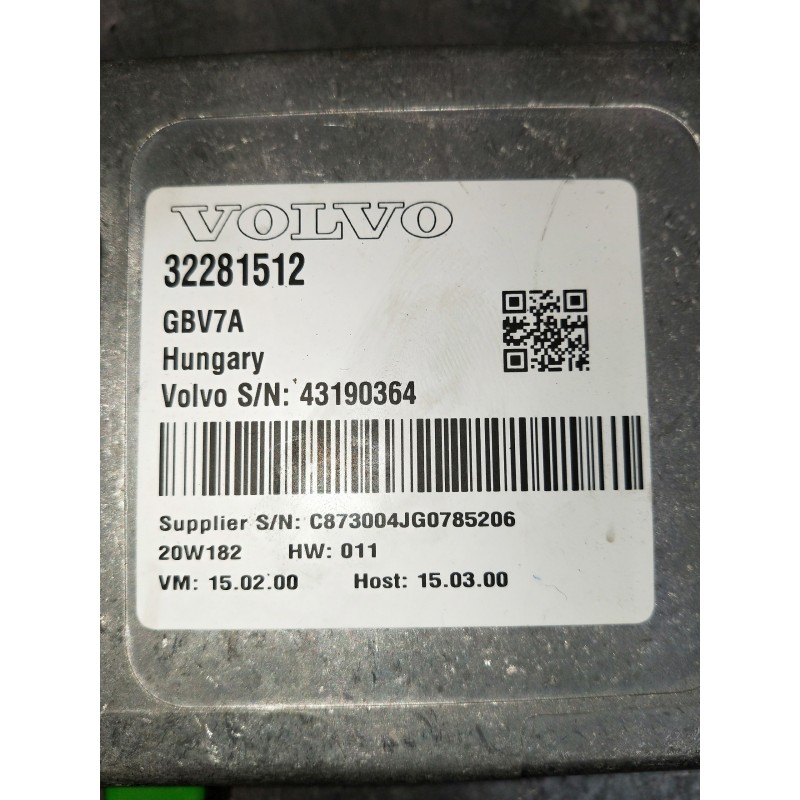 VOLVO
32281512
GBV7A
Hungary
Volvo S/N: 43190364
Supplier S/N: C873004JG0785206
20W182 HW: 011
VM: 15.02.00 Host: 15.03.00